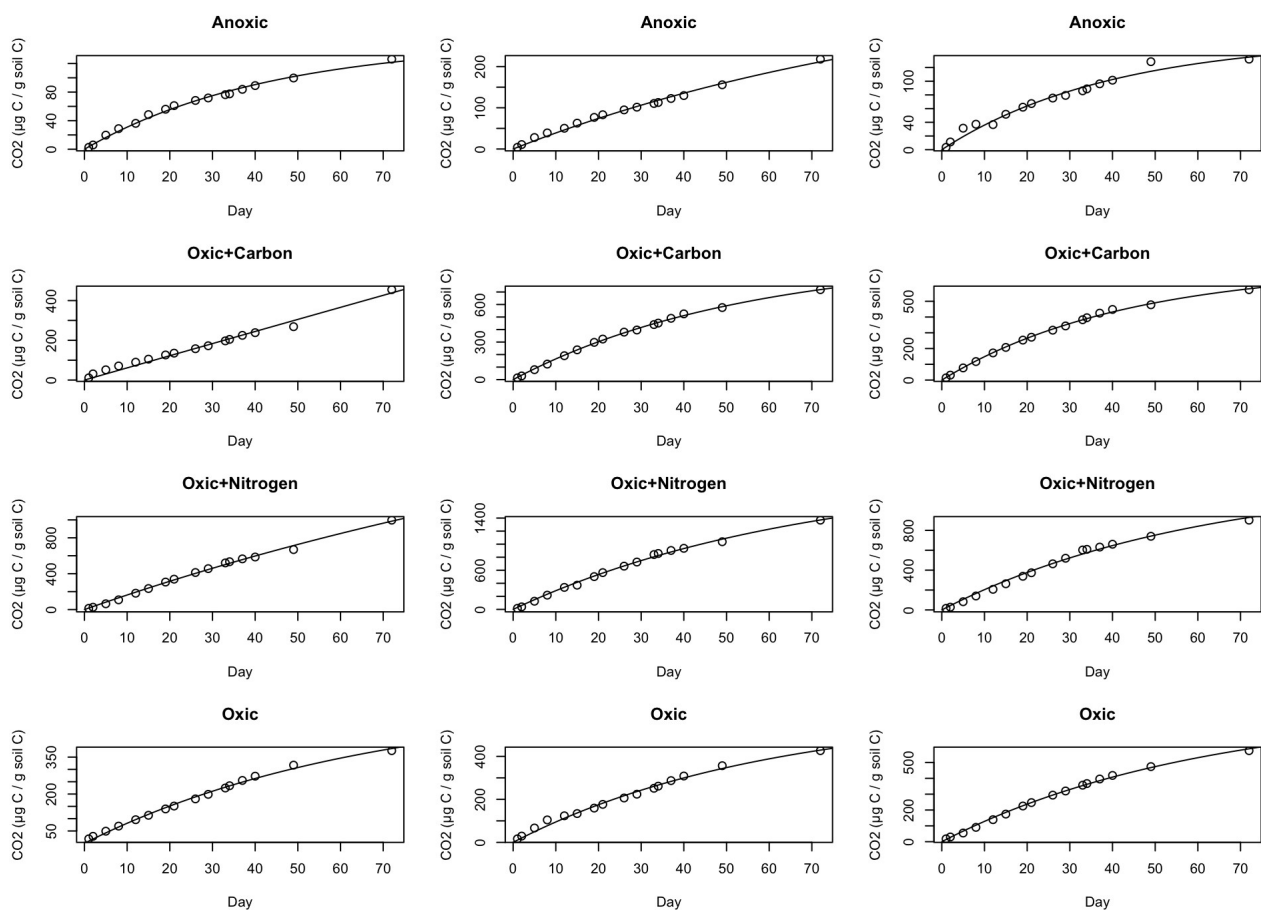 Anoxic Anoxic Anoxic
CO2 (µg C / g soil C) 0 40 80 CO2 (µg C / g soil C) 0 100 200 CO2 (µg C / g soil C) 0 40 100
0 10 20 30 40 50 60 70 0 10 20 30 40 50 60 70 0 10 20 30 40 50 60 70
Day Day Day
Oxic+Carbon Oxic+Carbon Oxic+Carbon
CO2 (µg C / g soil C) 0 200 400 CO2 (µg C / g soil C) 0 300 600 CO2 (µg C / g soil C) 0 200 500
0 10 20 30 40 50 60 70 0 10 20 30 40 50 60 70 0 10 20 30 40 50 60 70
Day Day Day
Oxic+Nitrogen Oxic+Nitrogen Oxic+Nitrogen
CO2 (µg C / g soil C) 0 400 800 CO2 (µg C / g soil C) 0 600 1400 CO2 (µg C / g soil C) 0 400 800
0 10 20 30 40 50 60 70 0 10 20 30 40 50 60 70 0 10 20 30 40 50 60 70
Day Day Day
Oxic Oxic Oxic
CO2 (µg C / g soil C) 50 200 350 CO2 (µg C / g soil C) 0 200 400 CO2 (µg C / g soil C) 0 200 500
0 10 20 30 40 50 60 70 0 10 20 30 40 50 60 70 0 10 20 30 40 50 60 70
Day Day Day